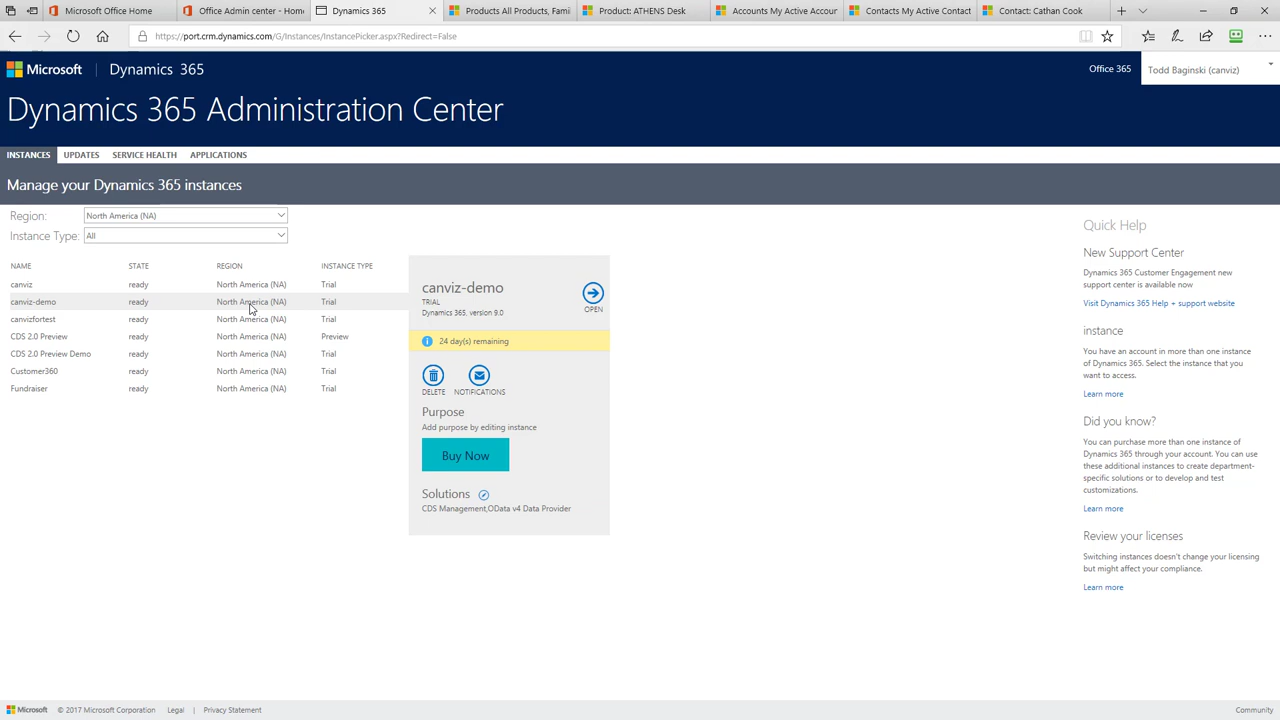 Microsoft Office Home
Office Admin center - Home
Dynamics 365
Products All Products, Fami
Product: ATHENS Desk
Accounts My Active Accour
Contacts My Active Contact
Contact: Cathan Cook
https://port.crm.dynamics.com/G/Instances/InstancePicker.aspx?Redirect=False
Microsoft | Dynamics 365
Office 365
Todd Baginski (canviz)
Dynamics 365 Administration Center
INSTANCES UPDATES SERVICE HEALTH APPLICATIONS
Manage your Dynamics 365 instances
Region: North America (NA)
Instance Type: All
NAME STATE REGION INSTANCE TYPE
canviz ready North America (NA) Trial
canviz-demo ready North America (NA) Trial
canvizfortest ready North America (NA) Trial
CDS 2.0 Preview ready North America (NA) Preview
CDS 2.0 Preview Demo ready North America (NA) Trial
Customer360 ready North America (NA) Trial
Fundraiser ready North America (NA) Trial
canviz-demo
TRIAL
Dynamics 365. version 9.0
OPEN
24 day(s) remaining
DELETE NOTIFICATIONS
Purpose
Add purpose by editing instance
Buy Now
Solutions
CDS Management,OData v4 Data Provider
Quick Help
New Support Center
Dynamics 365 Customer Engagement new
support center is available now
Visit Dynamics 365 Help + support website
instance
You have an account in more than one instance
of Dynamics 365. Select the instance that you
want to access.
Learn more
Did you know?
You can purchase more than one instance of
Dynamics 365 through your account. You can use
these additional instances to create department-
specific solutions or to develop and test
customizations.
Learn more
Review your licenses
Switching instances doesn't change your licensing
but might affect your compliance.
Learn more
Microsoft © 2017 Microsoft Corporation Legal | Privacy Statement
Community